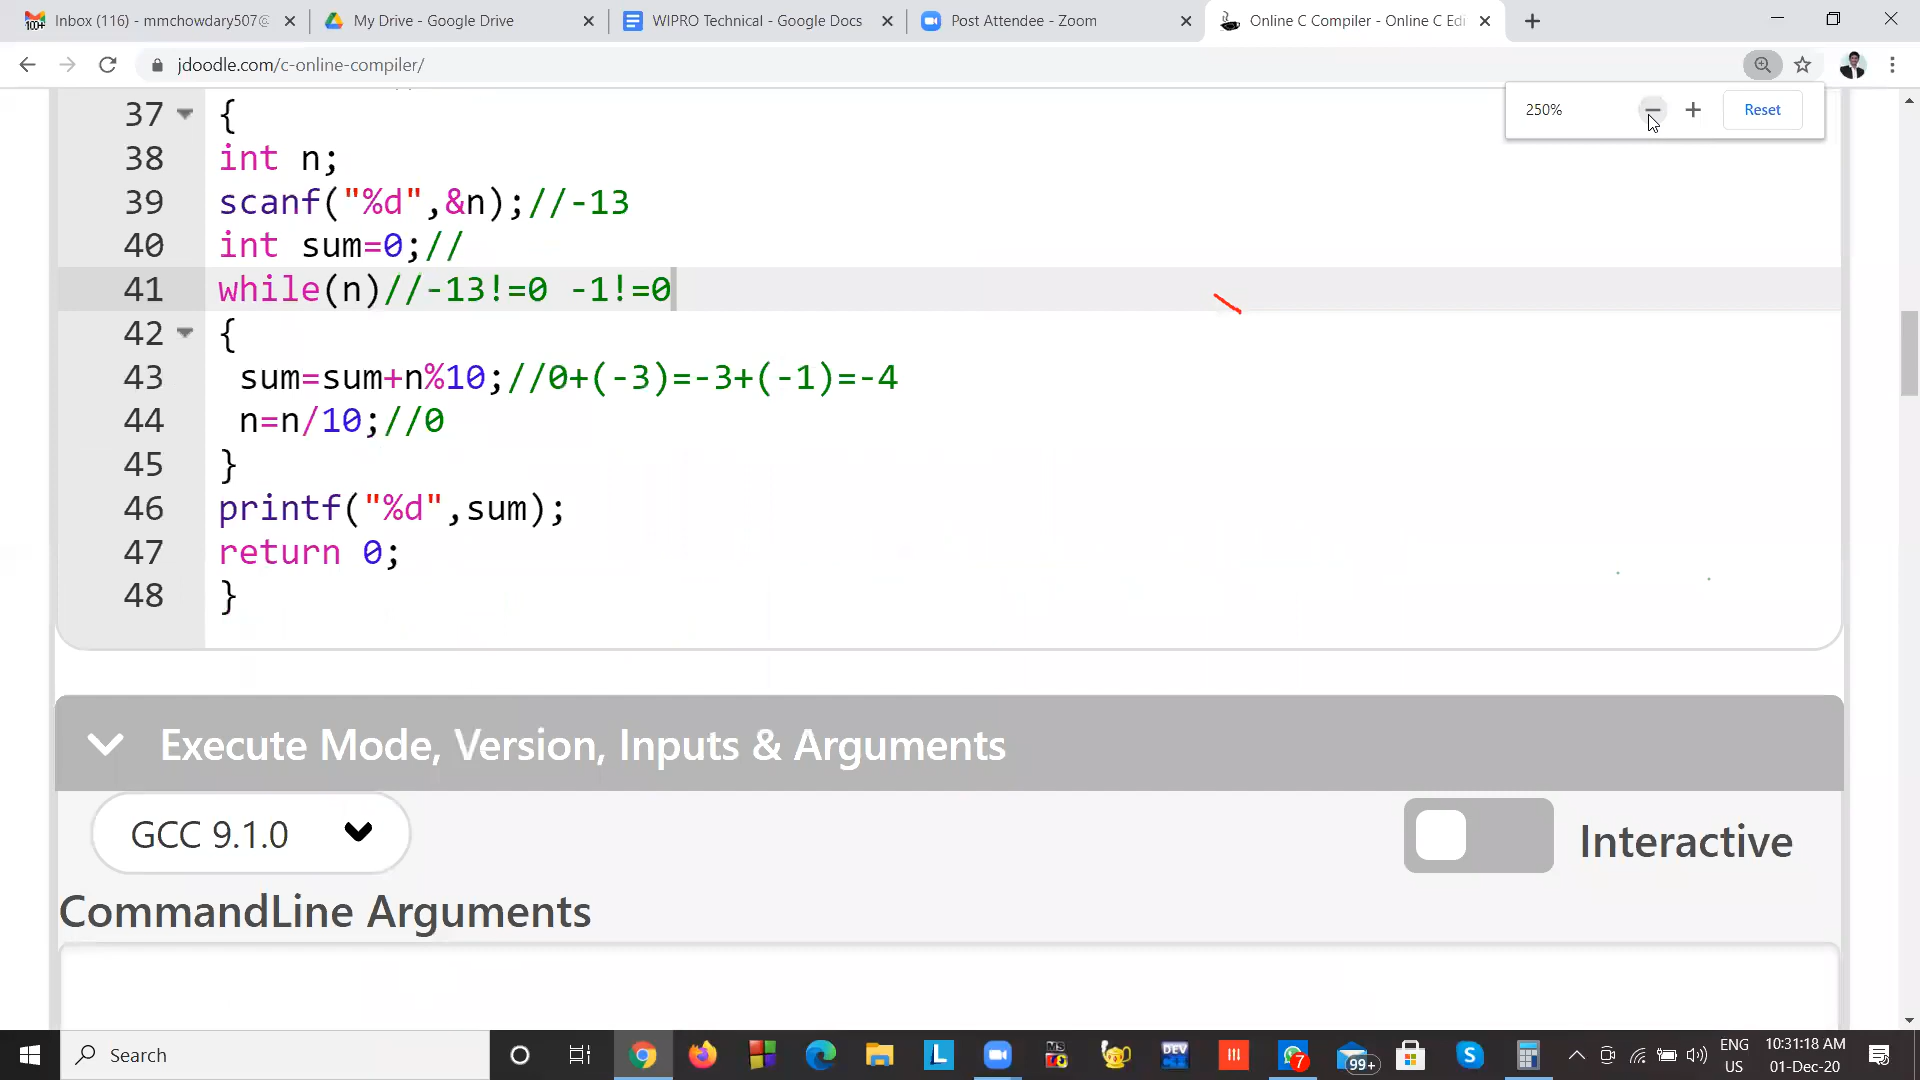 Inbox (116) - mmchowdary507@
My Drive - Google Drive
WIPRO Technical - Google Docs
Post Attendee - Zoom
Online C Compiler - Online C Edi
jdoodle.com/c-online-compiler/
250%
Reset
37 {
38 int n;
39 scanf("%d",&n);//-13
40 int sum=0;//
41 while(n)//-13!=0 -1!=0
42 {
43 sum=sum+n%10;//0+(-3)=-3+(-1)=-4
44 n=n/10;//0
45 }
46 printf("%d",sum);
47 return 0;
48 }
Execute Mode, Version, Inputs & Arguments
GCC 9.1.0
Interactive
CommandLine Arguments
Search
L
DEV
7
99+
S
ENG
US
10:31:18 AM
01-Dec-20